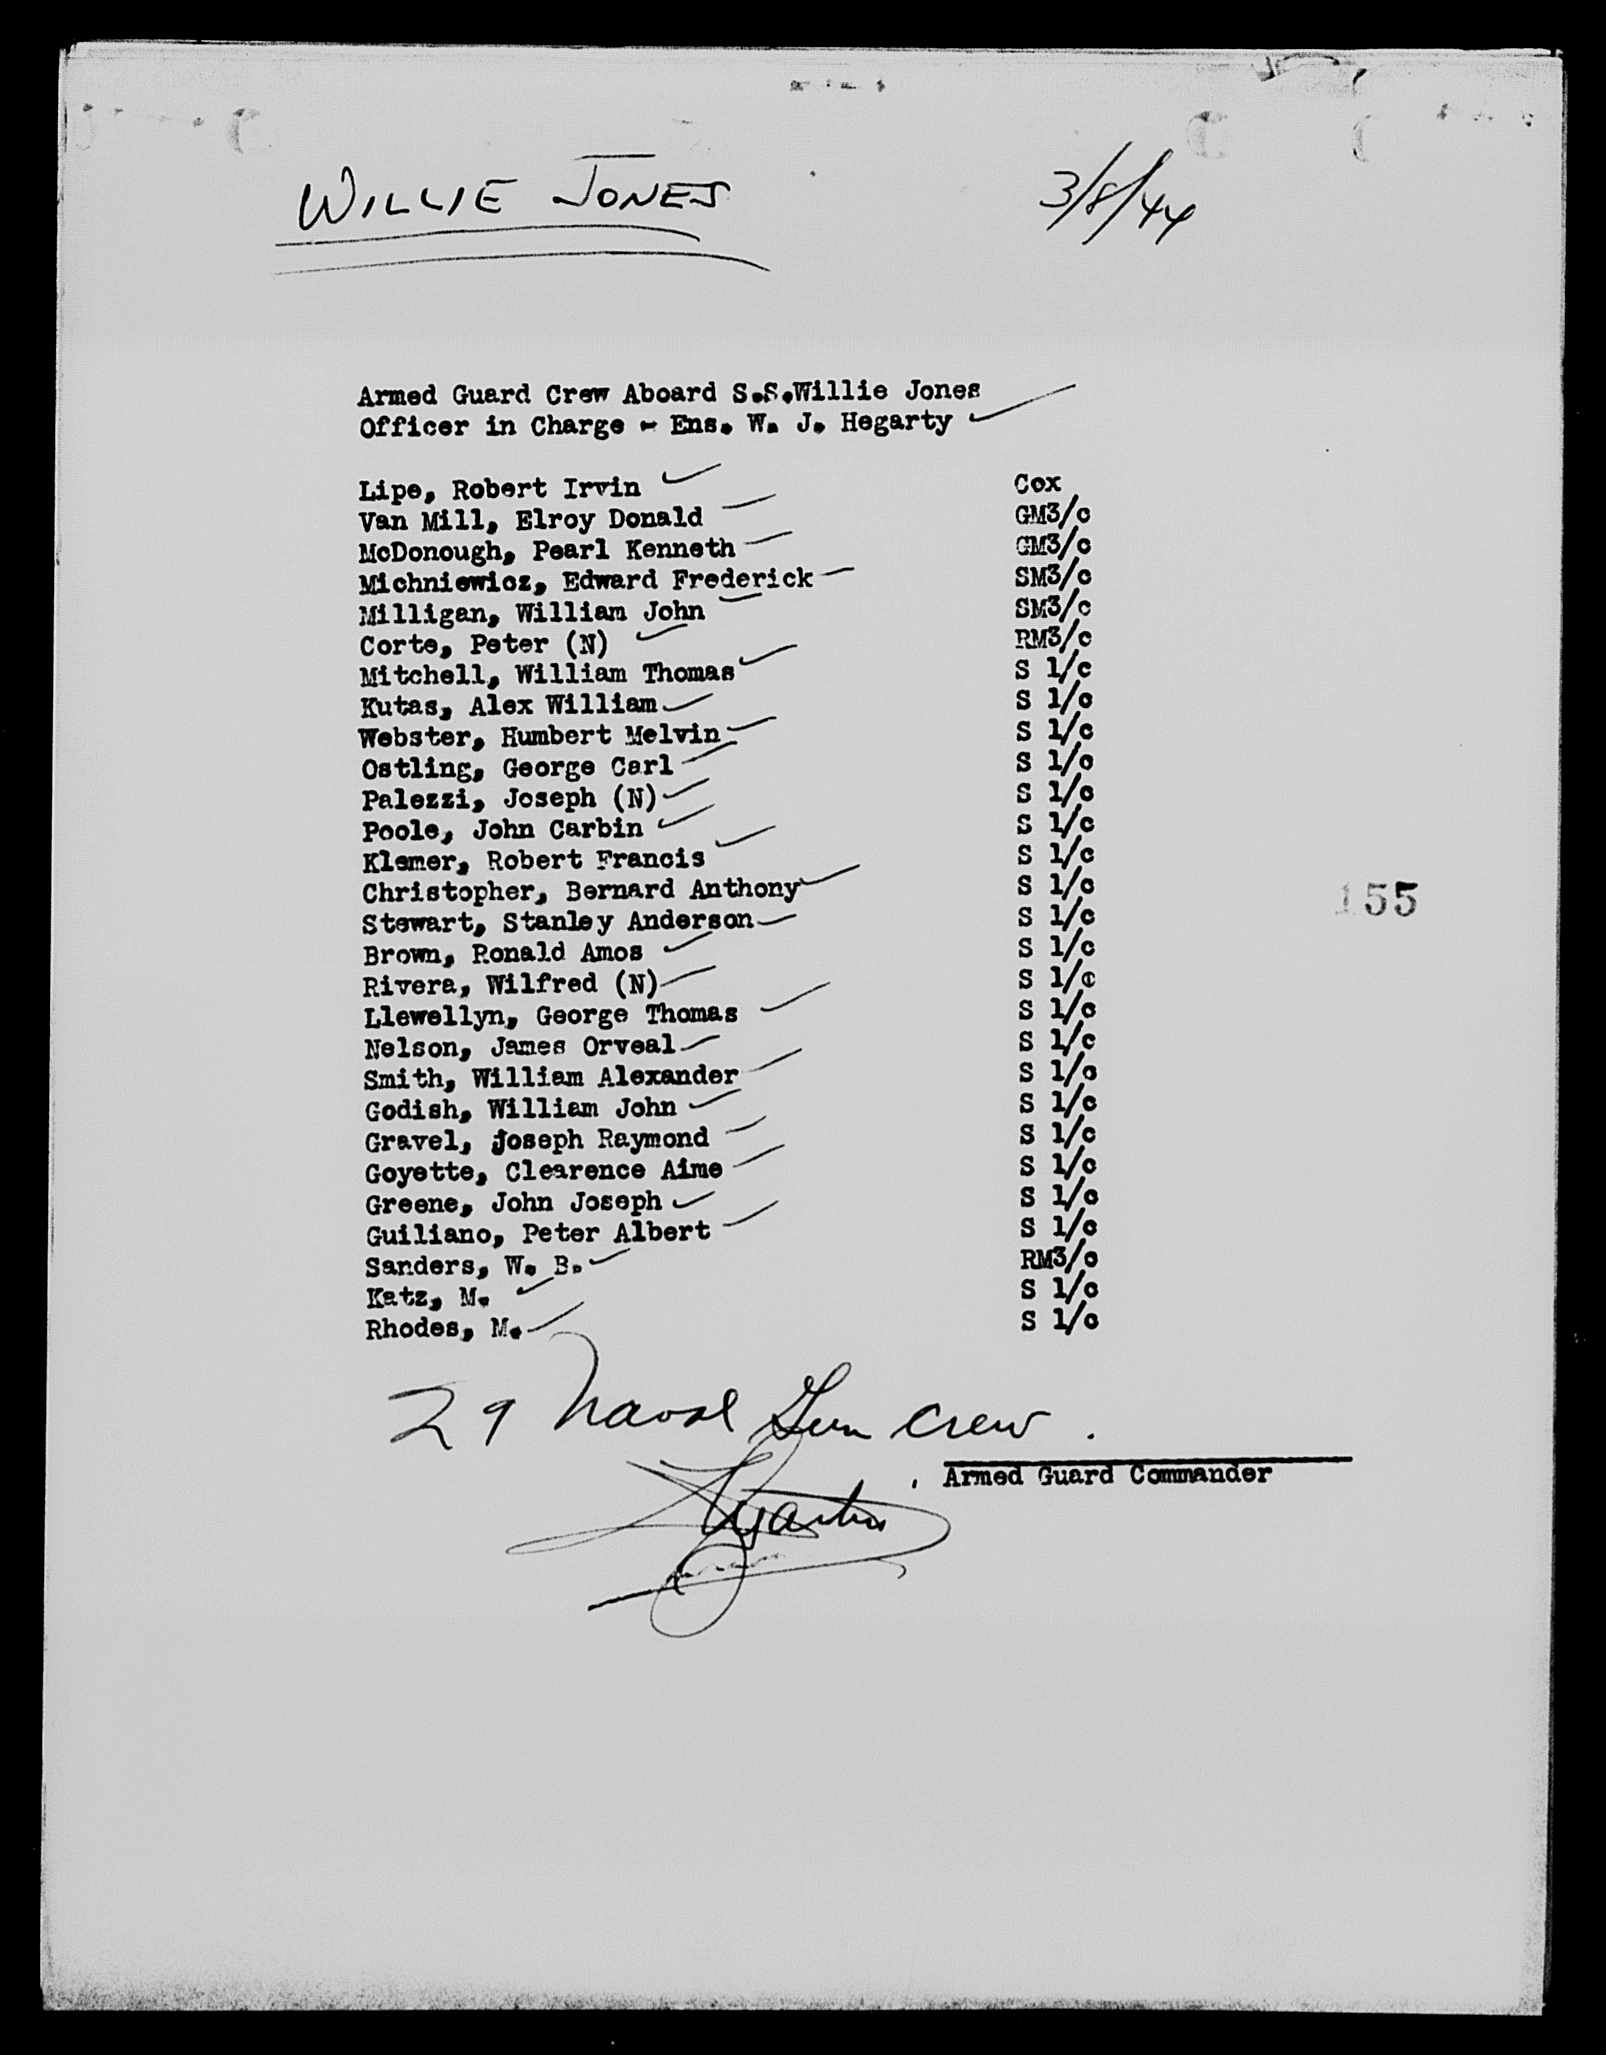 WILLIE JONES 3/8/44
Armed Guard Crew Aboard S.S.Willie Jones
Officer in Charge - Ens. W. J. Hegarty
Lipe, Robert Irvin Cox
Van Mill, Elroy Donald GM3/c
McDonough, Pearl Kenneth GM3/c
Michniewicz, Edward Frederick SM3/c
Milligan, William John SM3/c
Corte, Peter (N) RM3/c
Mitchell, William Thomas S 1/c
Kutas, Alex William S 1/c
Webster, Humbert Melvin S 1/c
Ostling, George Carl S 1/c
Palezzi, Joseph (N) S 1/c
Poole, John Carbin S 1/c
Klemer, Robert Francis S 1/c
Christopher, Bernard Anthony S 1/c
155
Stewart, Stanley Anderson S 1/c
Brown, Ronald Amos S 1/c
Rivera, Wilfred (N) S 1/c
Llewellyn, George Thomas S 1/c
Nelson, James Orveal S 1/c
Smith, William Alexander S 1/c
Godish, William John S 1/c
Gravel, Joseph Raymond S 1/c
Goyette, Clearence Aime S 1/c
Greene, John Joseph S 1/c
Guiliano, Peter Albert S 1/c
Sanders, W. B. RM3/c
Katz, M. S 1/c
Rhodes, M. S 1/c
29 Naval Gun Crew.
Armed Guard Commander